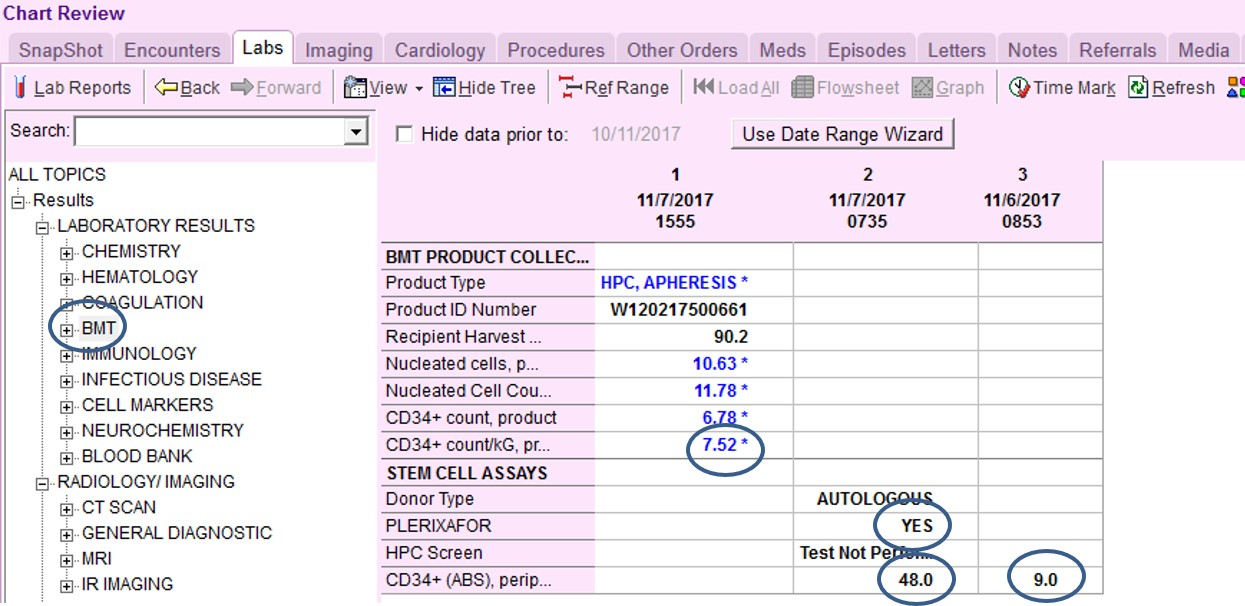 Chart Review
SnapShot Encounters Labs Imaging Cardiology Procedures Other Orders Meds Episodes Letters Notes Referrals Media
Lab Reports Back Forward View Hide Tree Ref Range Load All Flowsheet Graph Time Mark Refresh
Search:
Hide data prior to: 10/11/2017 Use Date Range Wizard
ALL TOPICS
Results
LABORATORY RESULTS
CHEMISTRY
HEMATOLOGY
COAGULATION
BMT
IMMUNOLOGY
INFECTIOUS DISEASE
CELL MARKERS
NEUROCHEMISTRY
BLOOD BANK
RADIOLOGY/ IMAGING
CT SCAN
GENERAL DIAGNOSTIC
MRI
IR IMAGING
1 2 3
11/7/2017 11/7/2017 11/6/2017
1555 0735 0853
BMT PRODUCT COLLEC...
Product Type HPC, APHERESIS *
Product ID Number W120217500661
Recipient Harvest ... 90.2
Nucleated cells, p... 10.63 *
Nucleated Cell Cou... 11.78 *
CD34+ count, product 6.78 *
CD34+ count/kG, pr... 7.52 *
STEM CELL ASSAYS
Donor Type AUTOLOGOUS
PLERIXAFOR YES
HPC Screen Test Not Perfor...
CD34+ (ABS), perip... 48.0 9.0